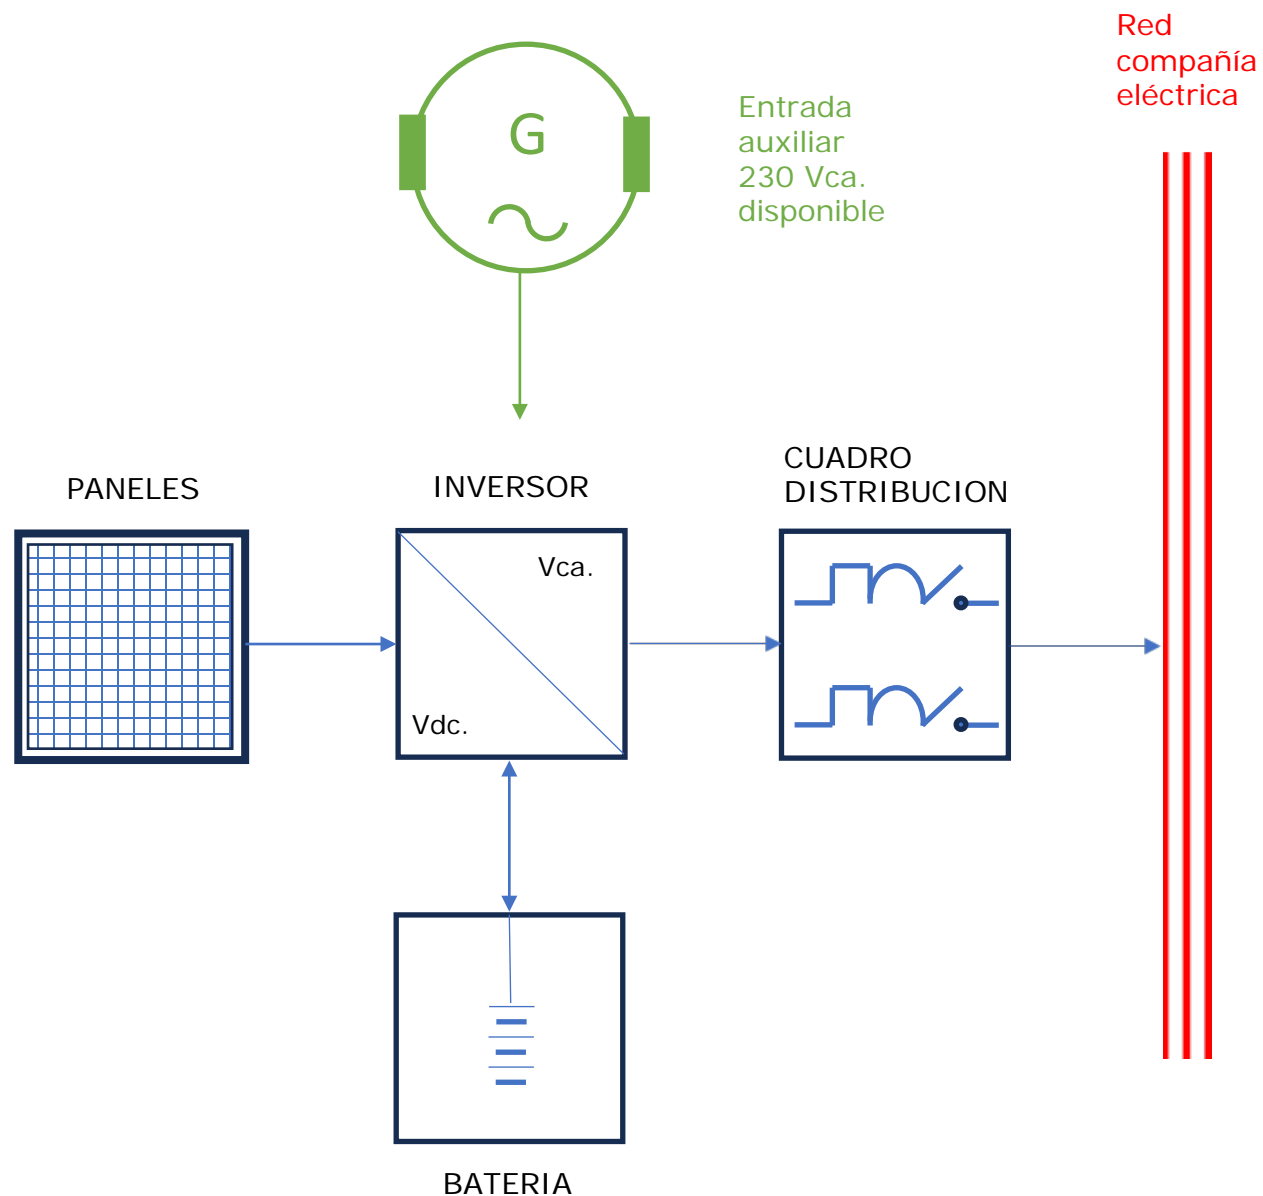 Red
compañía
eléctrica
G
Entrada
auxiliar
230 Vca.
disponible
PANELES
INVERSOR
CUADRO
DISTRIBUCION
Vca.
Vdc.
BATERIA